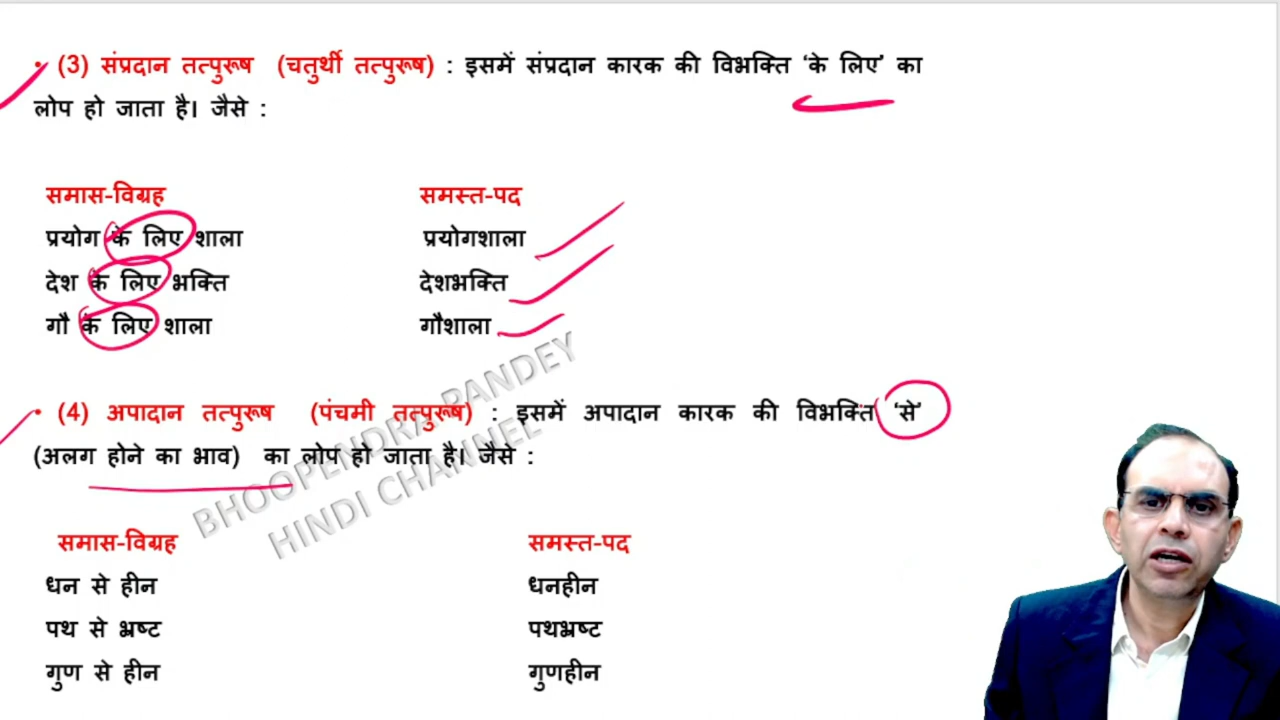 • (3) संप्रदान तत्पुरूष (चतुर्थी तत्पुरूष) : इसमें संप्रदान कारक की विभक्ति 'के लिए' का
लोप हो जाता है। जैसे :
समास-विग्रह समस्त-पद
प्रयोग के लिए शाला प्रयोगशाला
देश के लिए भक्ति देशभक्ति
गौ के लिए शाला गौशाला
• (4) अपादान तत्पुरूष (पंचमी तत्पुरूष) : इसमें अपादान कारक की विभक्ति 'से'
(अलग होने का भाव) का लोप हो जाता है। जैसे :
BHOOPENDRA PANDEY
HINDI CHANNEL
समास-विग्रह समस्त-पद
धन से हीन धनहीन
पथ से भ्रष्ट पथभ्रष्ट
गुण से हीन गुणहीन